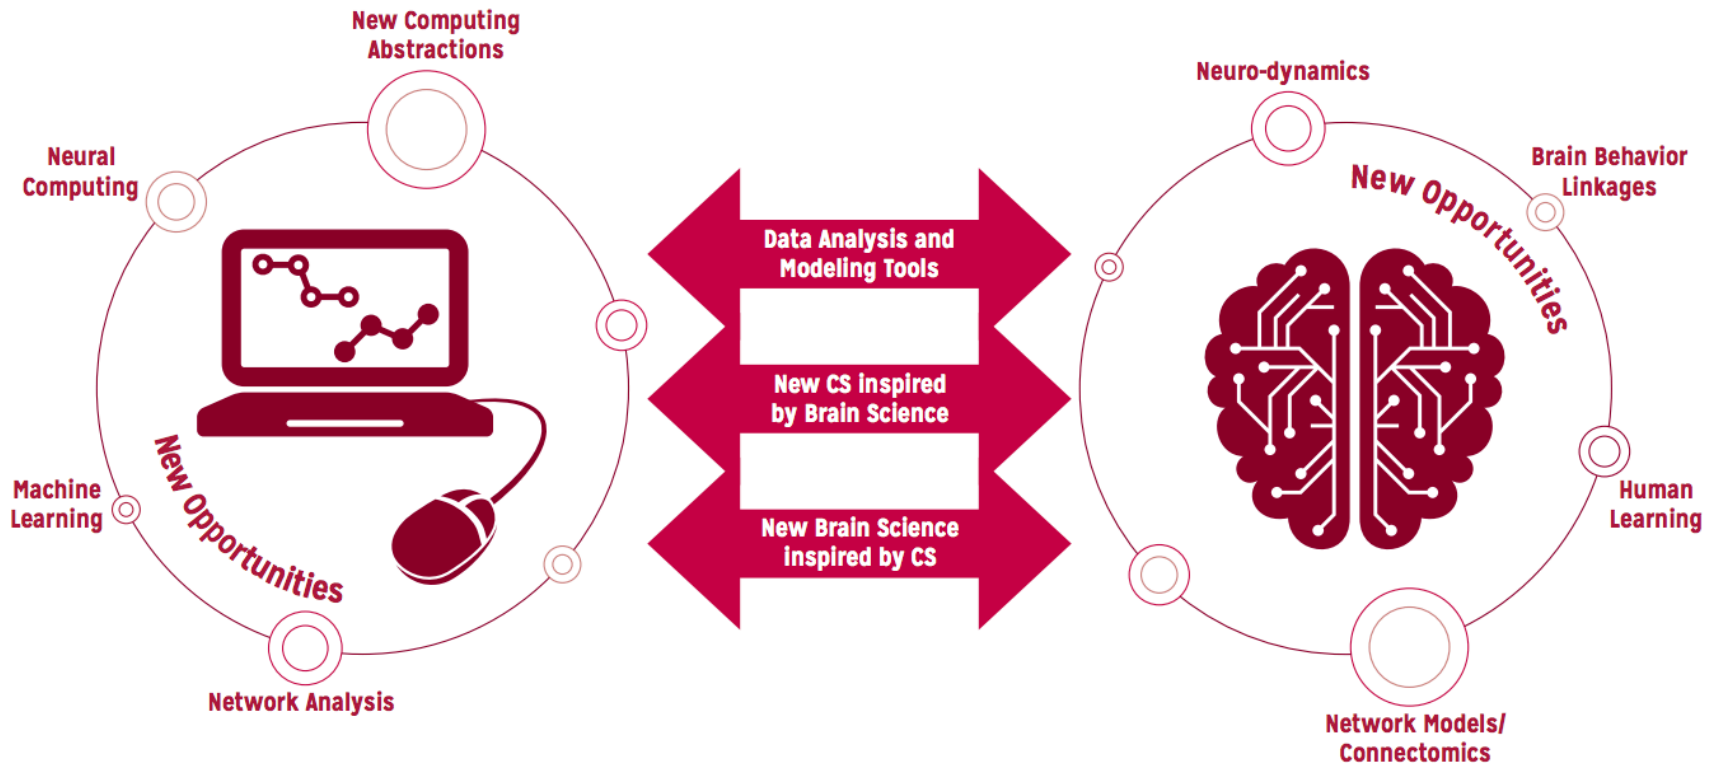 New Computing
Abstractions
Neural
Computing
Machine
Learning
New Opportunities
Network Analysis
Data Analysis and
Modeling Tools
New CS inspired
by Brain Science
New Brain Science
inspired by CS
Neuro-dynamics
Brain Behavior
Linkages
New Opportunities
Human
Learning
Network Models/
Connectomics